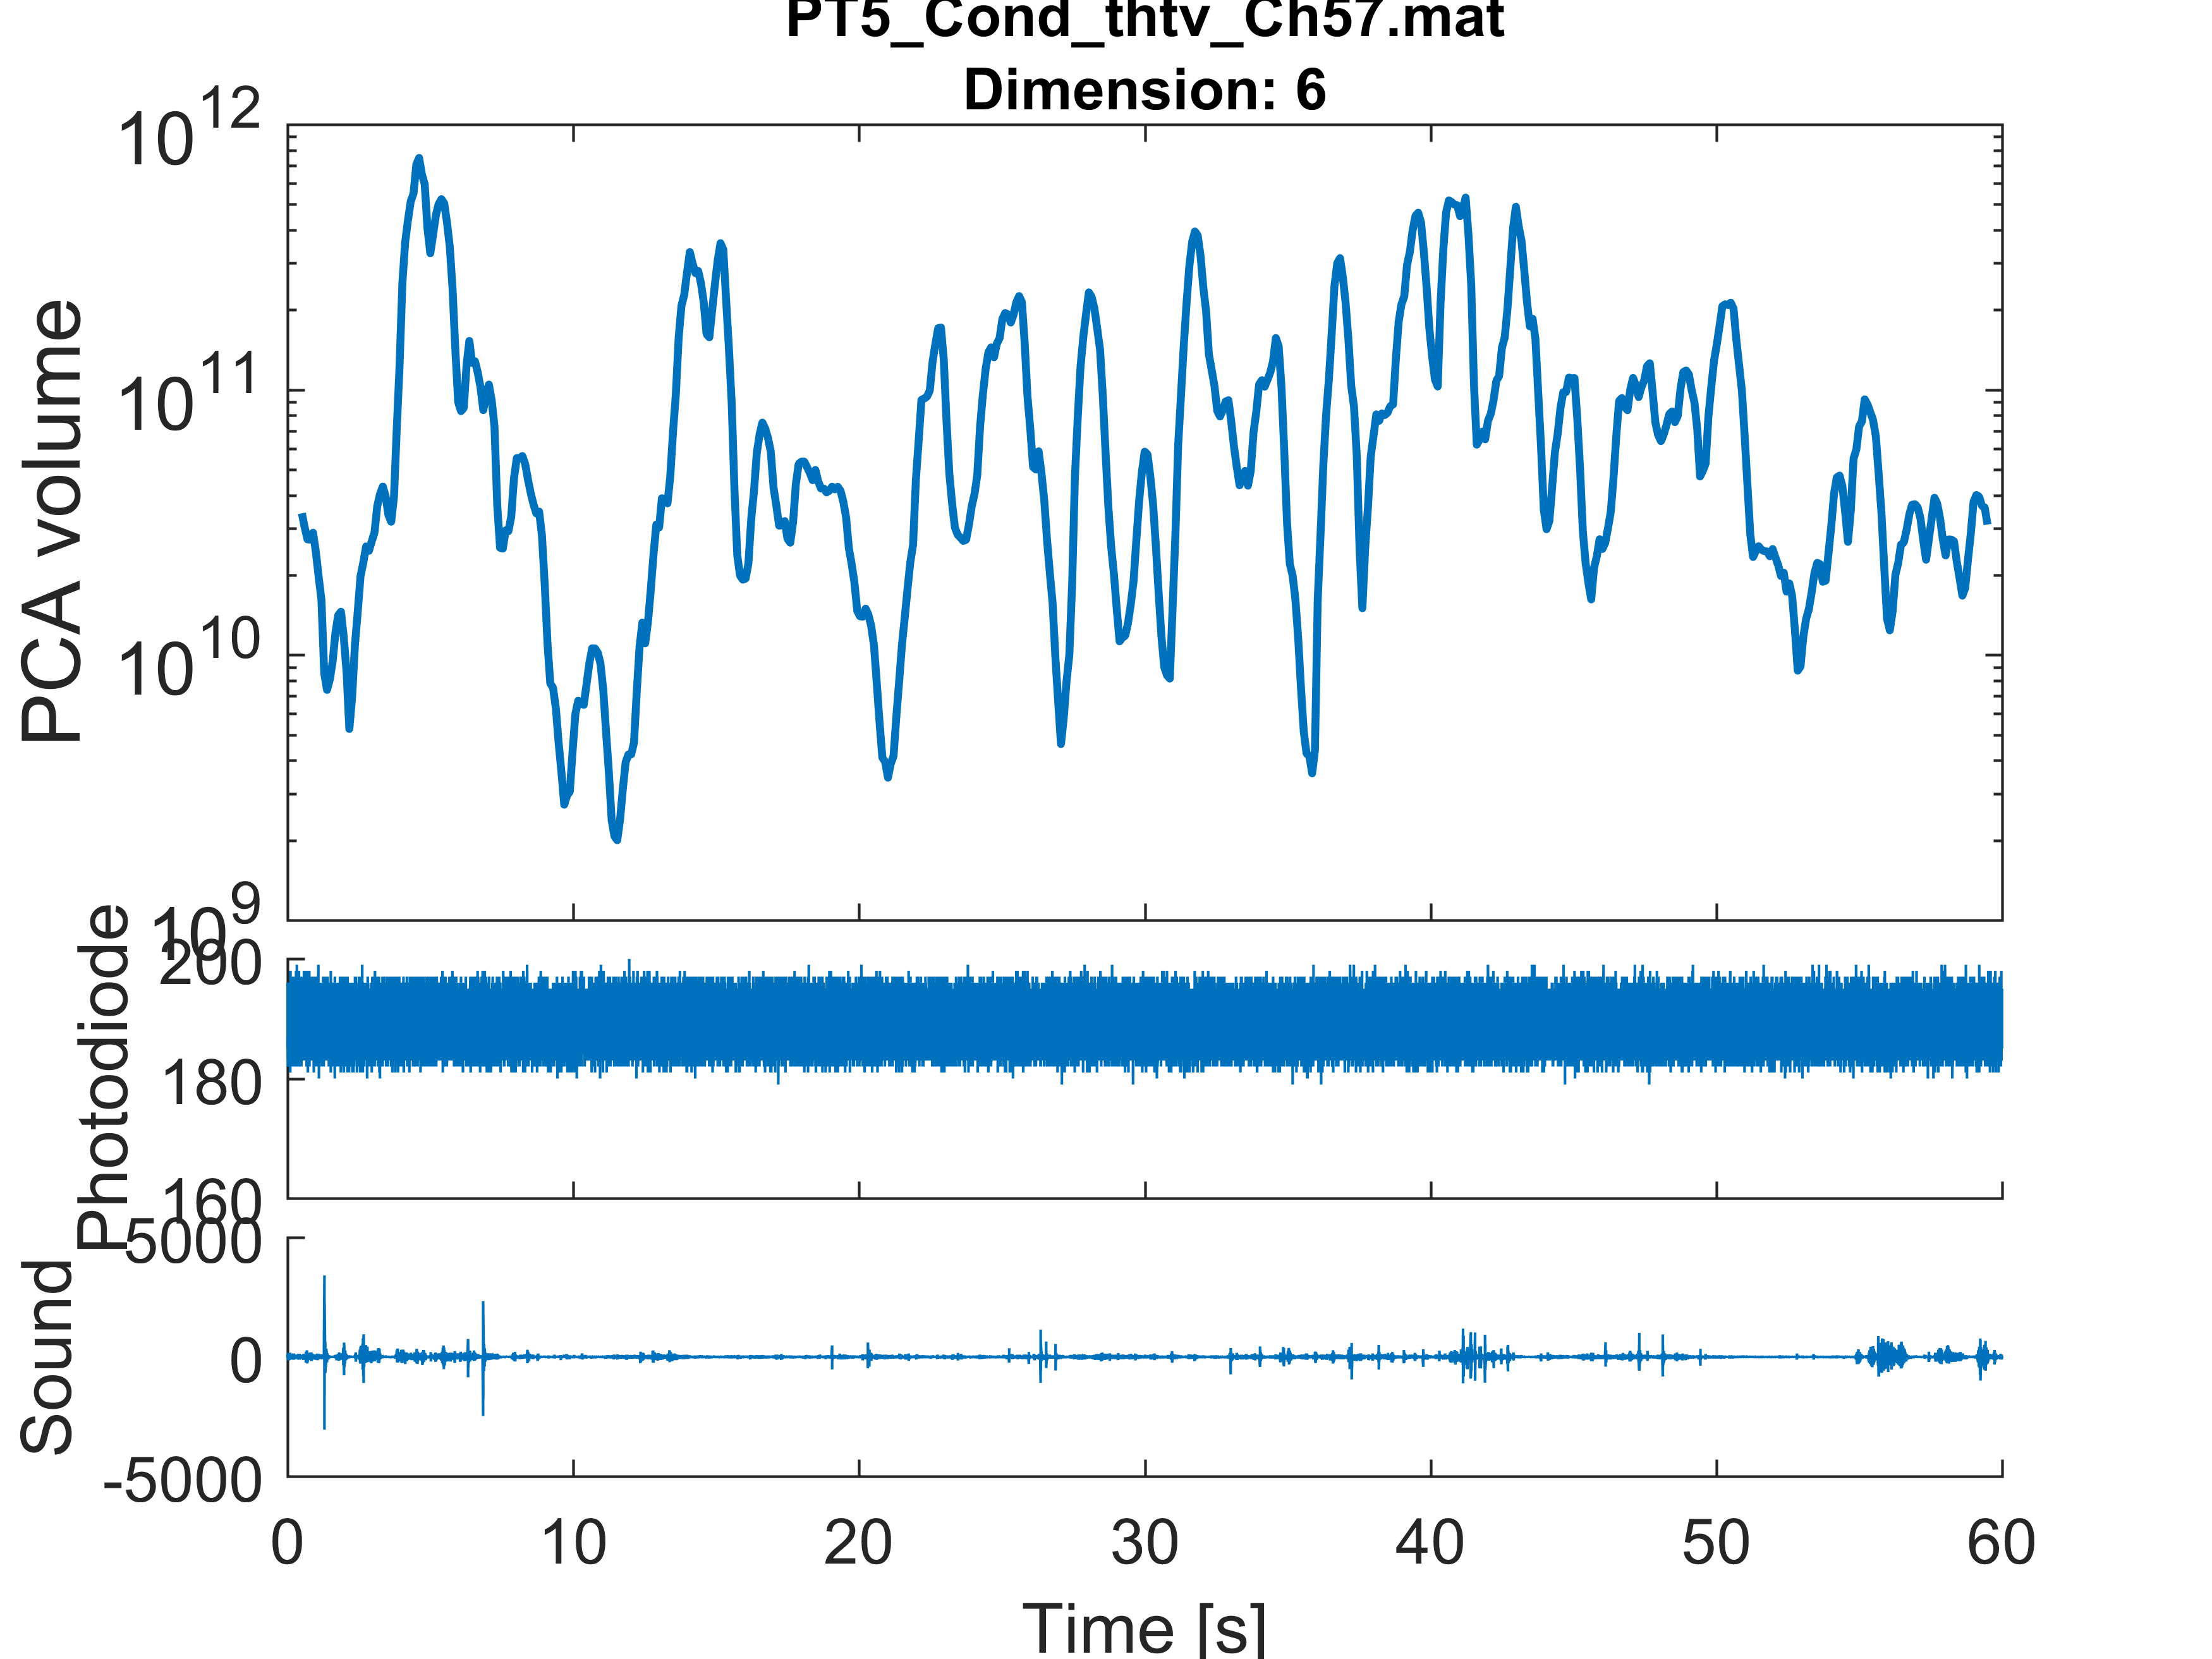 PT5_Cond_thtv_Ch57.mat
Dimension: 6
PCA volume
10^12
10^11
10^10
10^9
Photodiode
200
180
160
Sound
5000
0
-5000
0 10 20 30 40 50 60
Time [s]